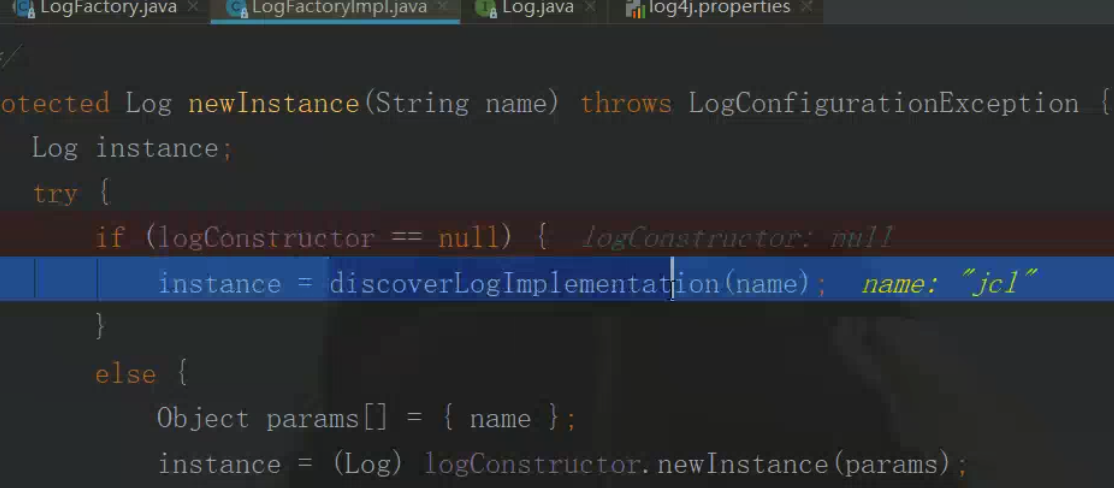 LogFactory.java LogFactoryImpl.java Log.java log4j.properties
*/
otected Log newInstance(String name) throws LogConfigurationException {
Log instance;
try {
if (logConstructor == null) { logConstructor: null
instance = discoverLogImplementation(name); name: "jcl"
}
else {
Object params[] = { name };
instance = (Log) logConstructor.newInstance(params);